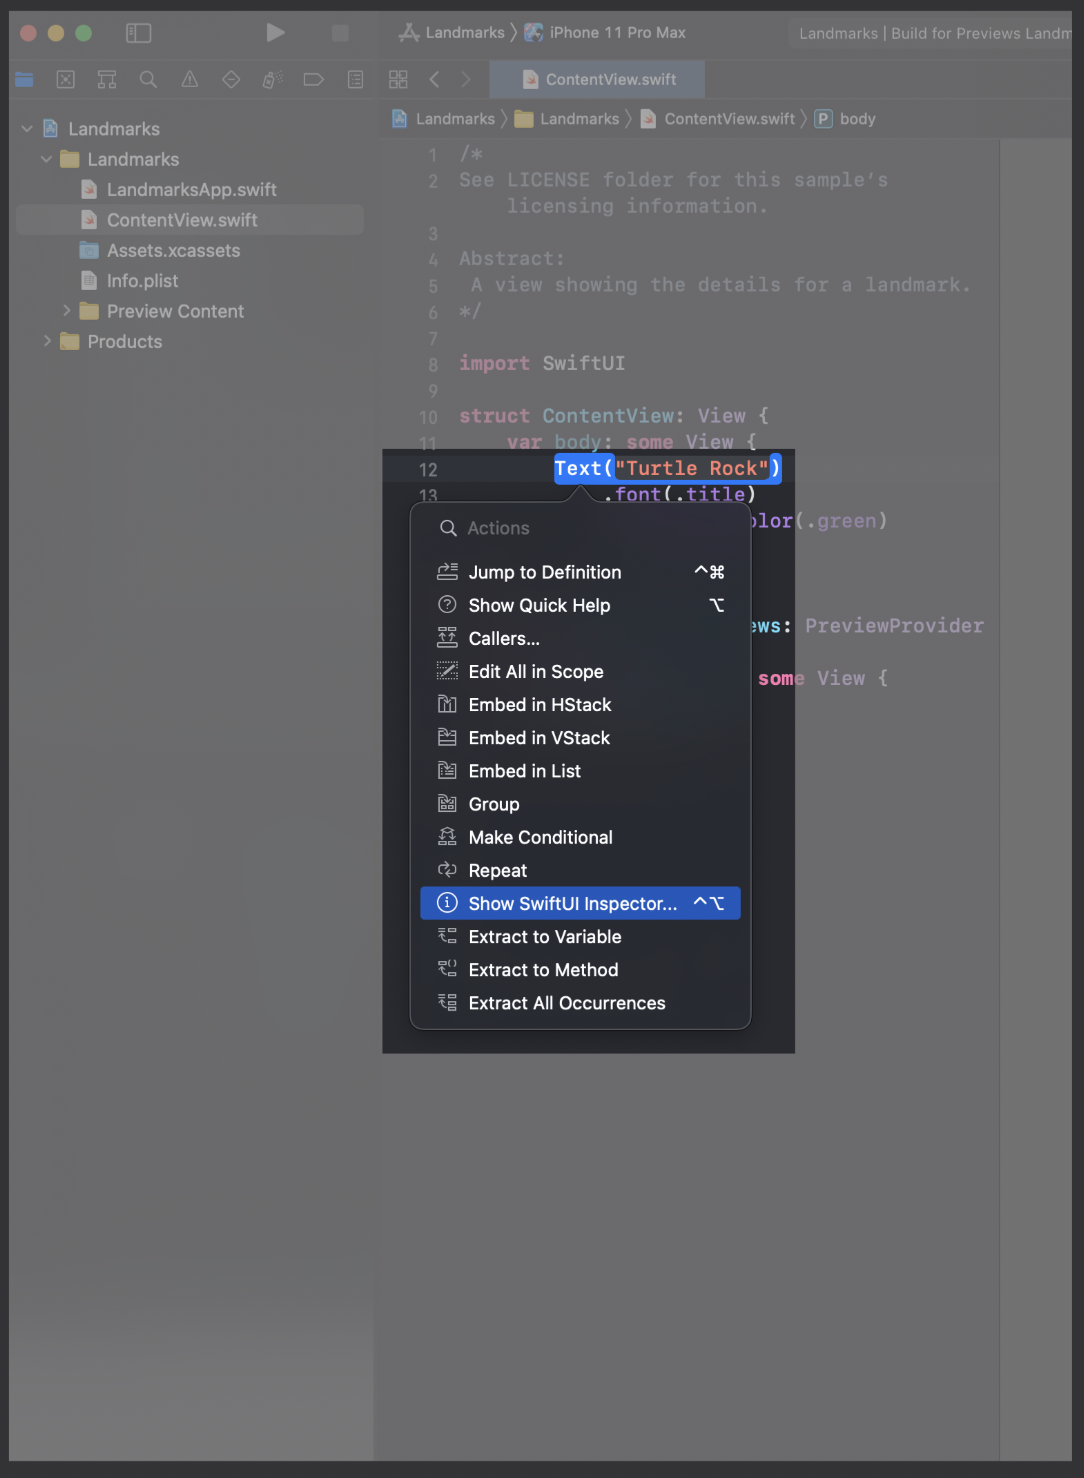 Landmarks 〉 iPhone 11 Pro Max
Landmarks | Build for Previews Landm
ContentView.swift
Landmarks 〉 Landmarks 〉 ContentView.swift 〉 P body
Landmarks
Landmarks
LandmarksApp.swift
ContentView.swift
Assets.xcassets
Info.plist
Preview Content
Products
1 /*
2 See LICENSE folder for this sample's
licensing information.
3
4 Abstract:
5 A view showing the details for a landmark.
6 */
7
8 import SwiftUI
9
10 struct ContentView: View {
11 var body: some View {
12 Text("Turtle Rock")
13 .font(.title)
olor(.green)
ews: PreviewProvider
some View {
Actions
Jump to Definition ^⌘
Show Quick Help ⌥
Callers...
Edit All in Scope
Embed in HStack
Embed in VStack
Embed in List
Group
Make Conditional
Repeat
Show SwiftUI Inspector... ^⌥
Extract to Variable
Extract to Method
Extract All Occurrences